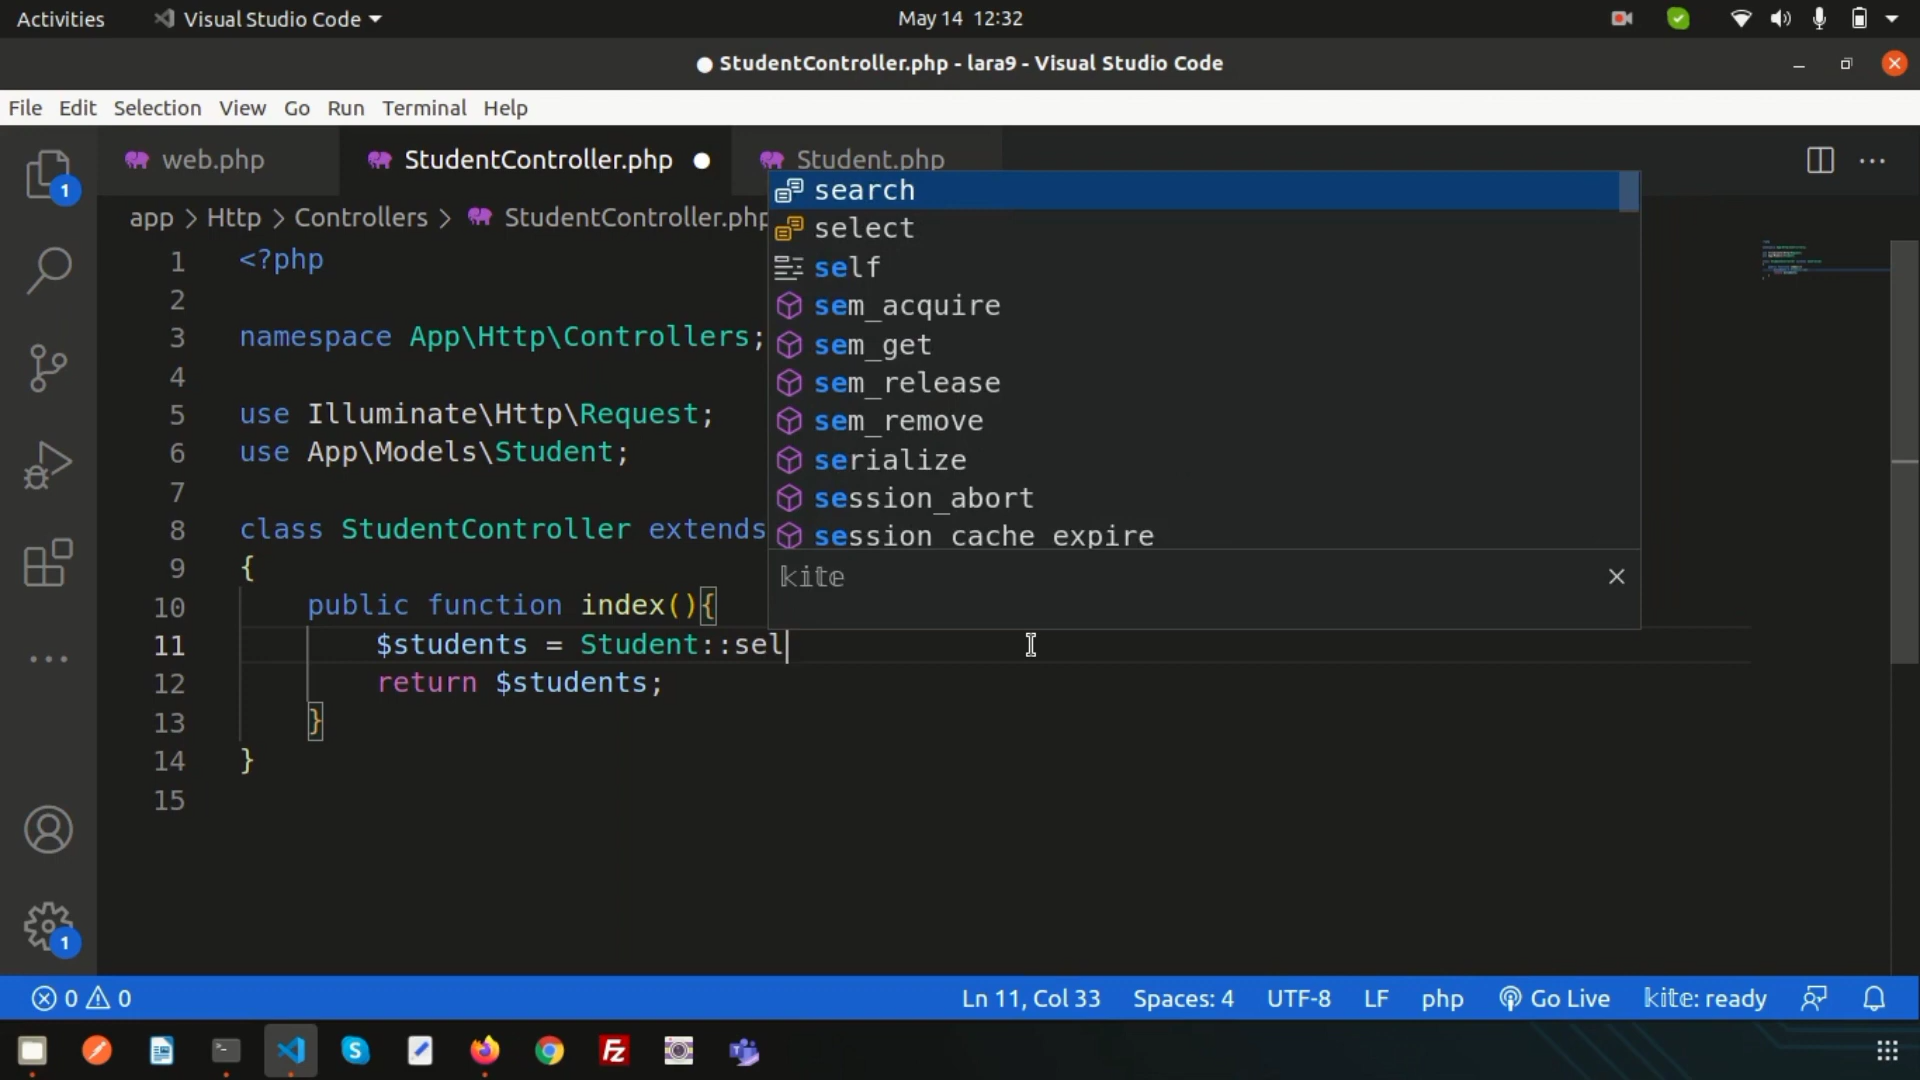 Activities Visual Studio Code May 14 12:32
StudentController.php - lara9 - Visual Studio Code
File Edit Selection View Go Run Terminal Help
web.php StudentController.php Student.php
app > Http > Controllers > StudentController.php
1 <?php
2
3 namespace App\Http\Controllers;
4
5 use Illuminate\Http\Request;
6 use App\Models\Student;
7
8 class StudentController extends
9 {
10 public function index(){
11 $students = Student::sel
12 return $students;
13 }
14 }
15
search
select
self
sem_acquire
sem_get
sem_release
sem_remove
serialize
session_abort
session_cache_expire
kite
1
1
0 0 Ln 11, Col 33 Spaces: 4 UTF-8 LF php Go Live kite: ready